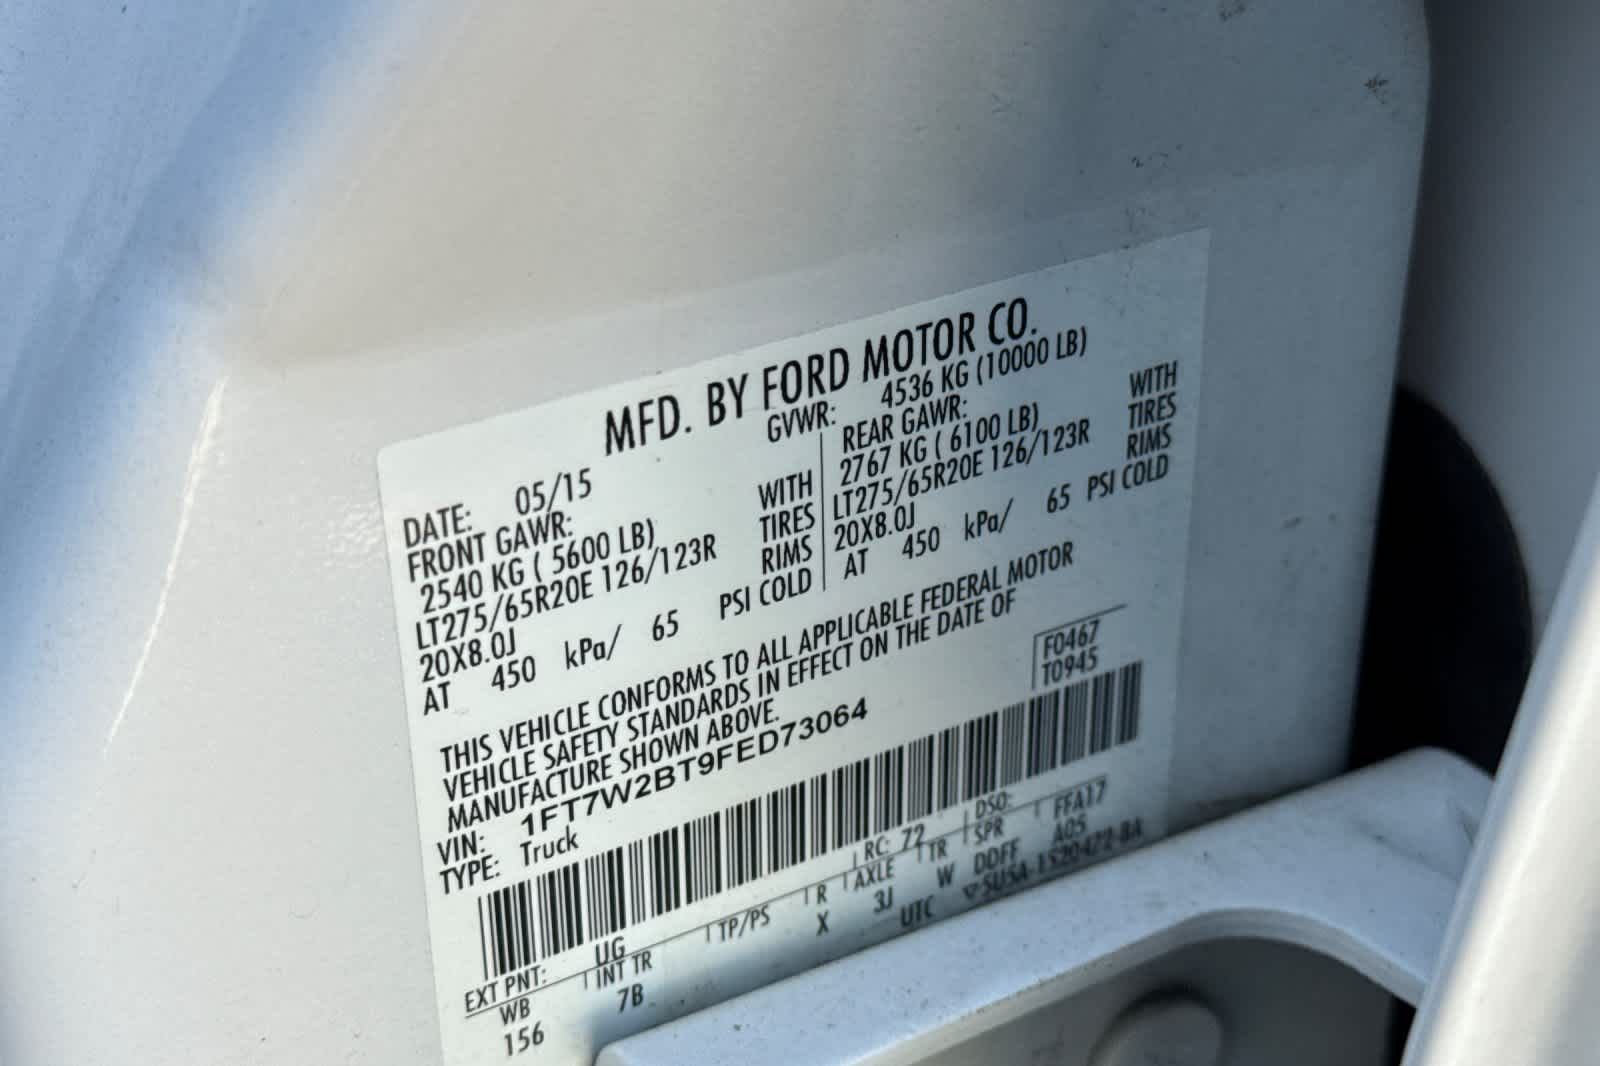 MFD. BY FORD MOTOR CO.
DATE: 05/15 GVWR: 4536 KG (10000 LB)
FRONT GAWR: REAR GAWR:
2540 KG ( 5600 LB) WITH 2767 KG ( 6100 LB) WITH
LT275/65R20E 126/123R TIRES LT275/65R20E 126/123R TIRES
20X8.0J RIMS 20X8.0J RIMS
AT 450 kPa/ 65 PSI COLD AT 450 kPa/ 65 PSI COLD
THIS VEHICLE CONFORMS TO ALL APPLICABLE FEDERAL MOTOR
VEHICLE SAFETY STANDARDS IN EFFECT ON THE DATE OF
MANUFACTURE SHOWN ABOVE.
VIN: 1FT7W2BT9FED73064 F0467
TYPE: Truck T0945
EXT PNT: UG RC: 72 DSO: FFA17
WB INT TR TP/PS R AXLE TR SPR A05
156 7B X 3J W DDFF
UTC SUSA-1520472-BA